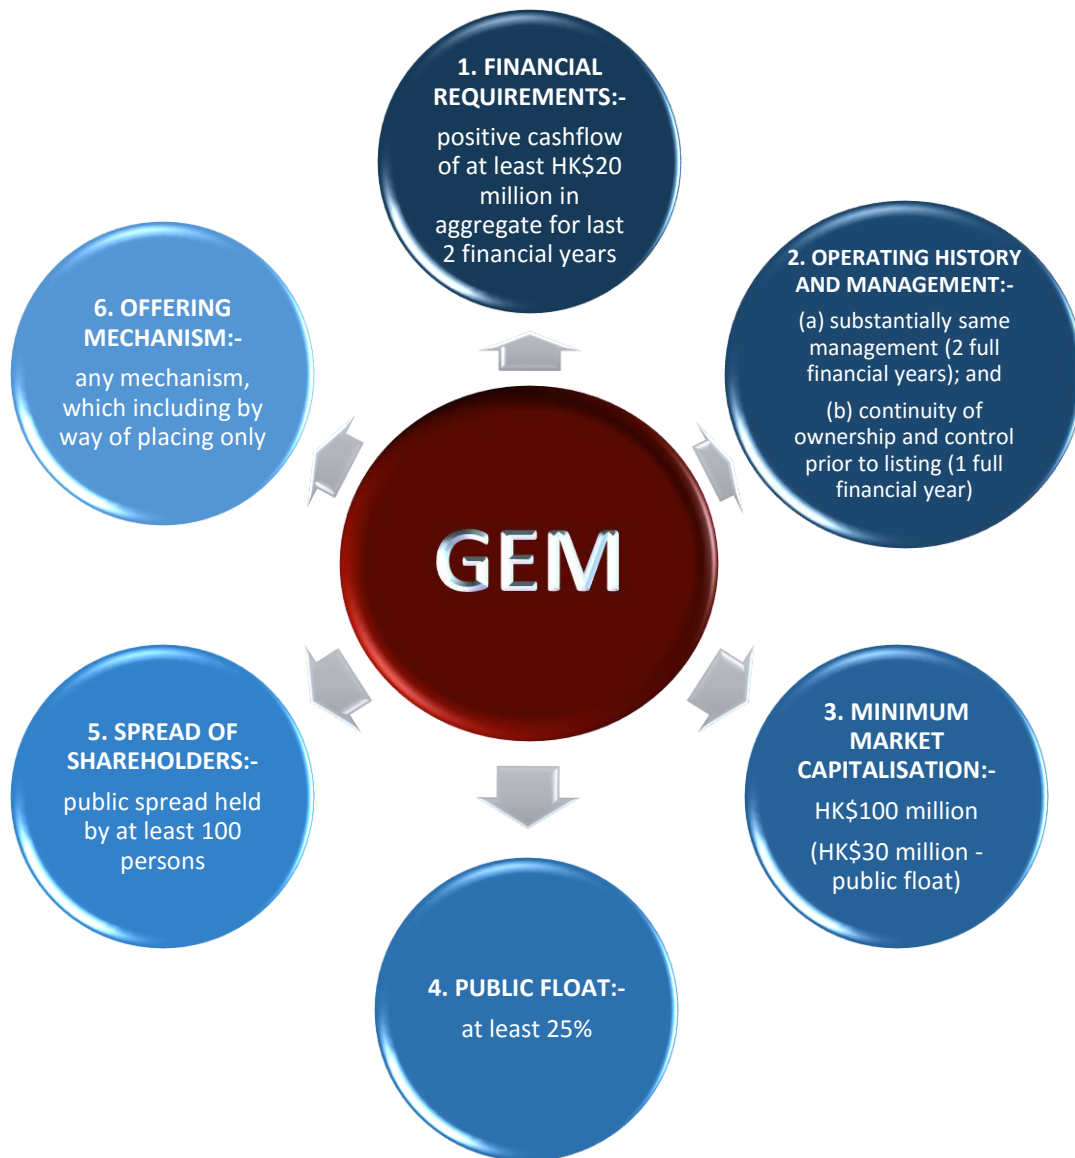 1. FINANCIAL
REQUIREMENTS:-
positive cashflow
of at least HK$20
million in
aggregate for last
2 financial years
2. OPERATING HISTORY
AND MANAGEMENT:-
(a) substantially same
management (2 full
financial years); and
(b) continuity of
ownership and control
prior to listing (1 full
financial year)
3. MINIMUM
MARKET
CAPITALISATION:-
HK$100 million
(HK$30 million -
public float)
4. PUBLIC FLOAT:-
at least 25%
5. SPREAD OF
SHAREHOLDERS:-
public spread held
by at least 100
persons
6. OFFERING
MECHANISM:-
any mechanism,
which including by
way of placing only
GEM